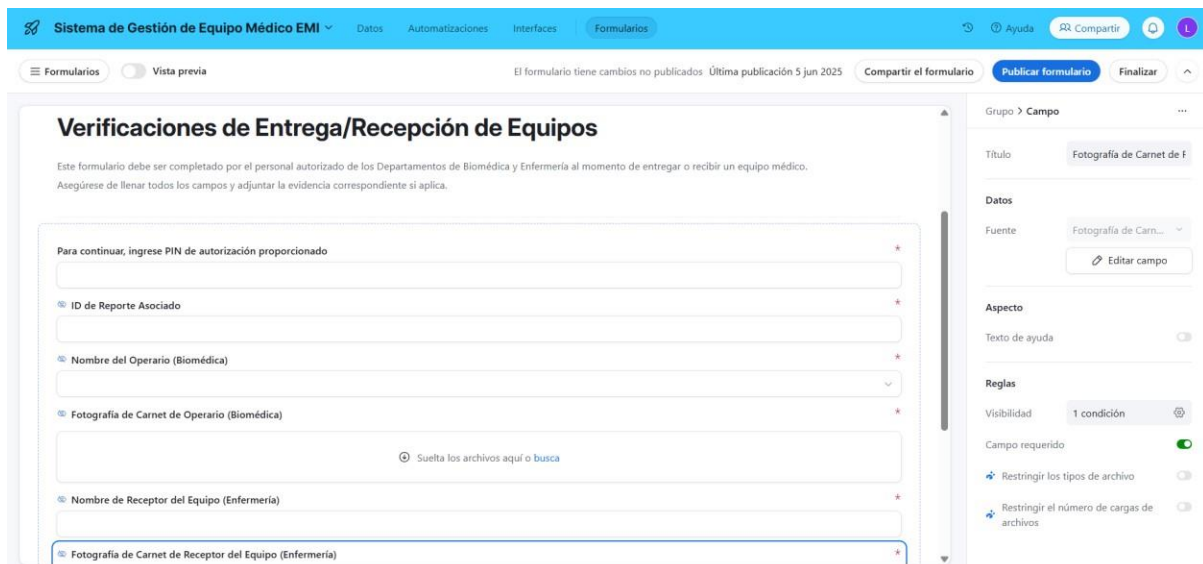 Sistema de Gestión de Equipo Médico EMI
Datos
Automatizaciones
Interfaces
Formularios
Ayuda
Compartir
L
Formularios
Vista previa
El formulario tiene cambios no publicados
Última publicación 5 jun 2025
Compartir el formulario
Publicar formulario
Finalizar
Verificaciones de Entrega/Recepción de Equipos
Este formulario debe ser completado por el personal autorizado de los Departamentos de Biomédica y Enfermería al momento de entregar o recibir un equipo médico.
Asegúrese de llenar todos los campos y adjuntar la evidencia correspondiente si aplica.
Para continuar, ingrese PIN de autorización proporcionado *
ID de Reporte Asociado *
Nombre del Operario (Biomédica) *
Fotografía de Carnet de Operario (Biomédica) *
Suelta los archivos aquí o busca
Nombre de Receptor del Equipo (Enfermería) *
Fotografía de Carnet de Receptor del Equipo (Enfermería) *
Grupo > Campo ...
Título
Fotografía de Carnet de F
Datos
Fuente
Fotografía de Carn...
Editar campo
Aspecto
Texto de ayuda
Reglas
Visibilidad
1 condición
Campo requerido
Restringir los tipos de archivo
Restringir el número de cargas de
archivos